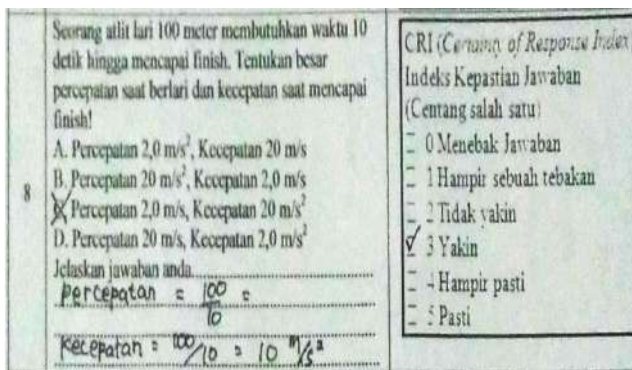 8
Seorang atlit lari 100 meter membutuhkan waktu 10
detik hingga mencapai finish. Tentukan besar
percepatan saat berlari dan kecepatan saat mencapai
finish!
A. Percepatan 2,0 m/s², Kecepatan 20 m/s
B. Percepatan 20 m/s², Kecepatan 2,0 m/s
Percepatan 2,0 m/s, Kecepatan 20 m/s²
D. Percepatan 20 m/s, Kecepatan 2,0 m/s²
Jelaskan jawaban anda
percepatan = 100/10 =
Kecepatan = 100/10 = 10 m/s²
CRI (Certainty of Response Index
Indeks Kepastian Jawaban
(Centang salah satu)
0 Menebak Jawaban
1 Hampir sebuah tebakan
2 Tidak yakin
✓ 3 Yakin
4 Hampir pasti
5 Pasti